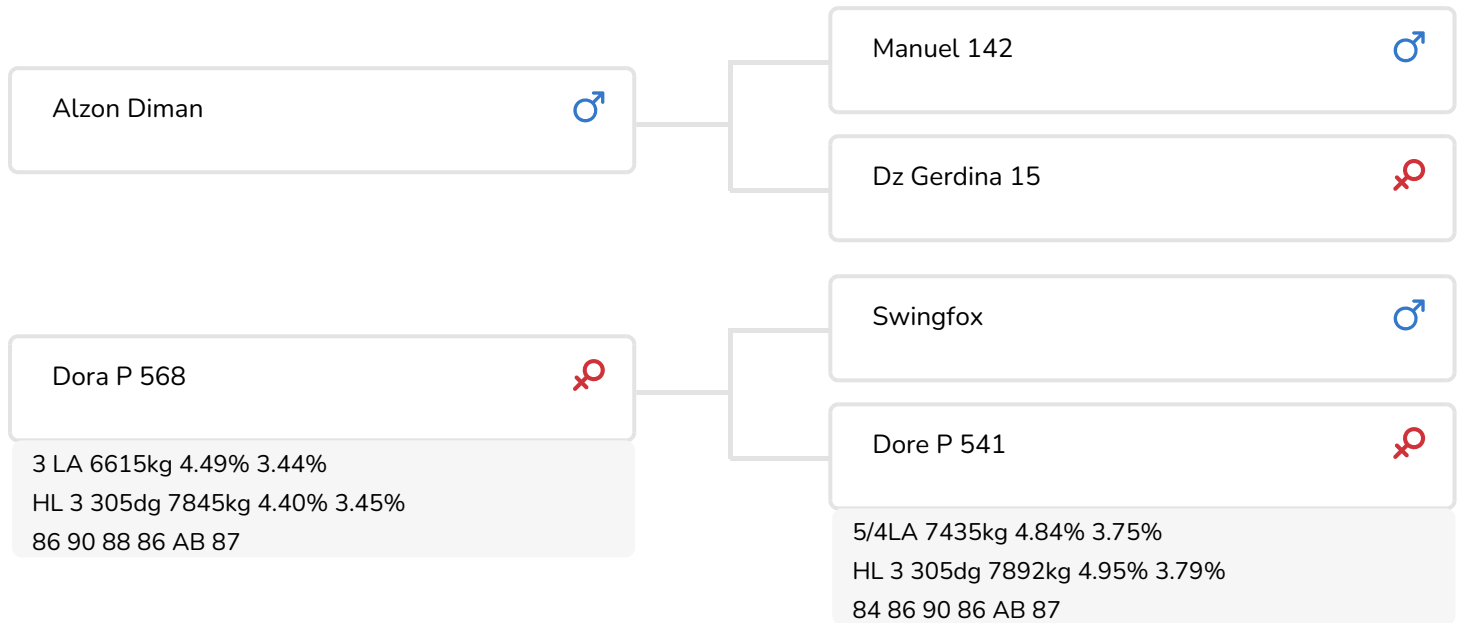 Alzon Diman
Manuel 142
Dz Gerdina 15
Dora P 568
3 LA 6615kg 4.49% 3.44%
HL 3 305dg 7845kg 4.40% 3.45%
86 90 88 86 AB 87
Swingfox
Dore P 541
5/4LA 7435kg 4.84% 3.75%
HL 3 305dg 7892kg 4.95% 3.79%
84 86 90 86 AB 87